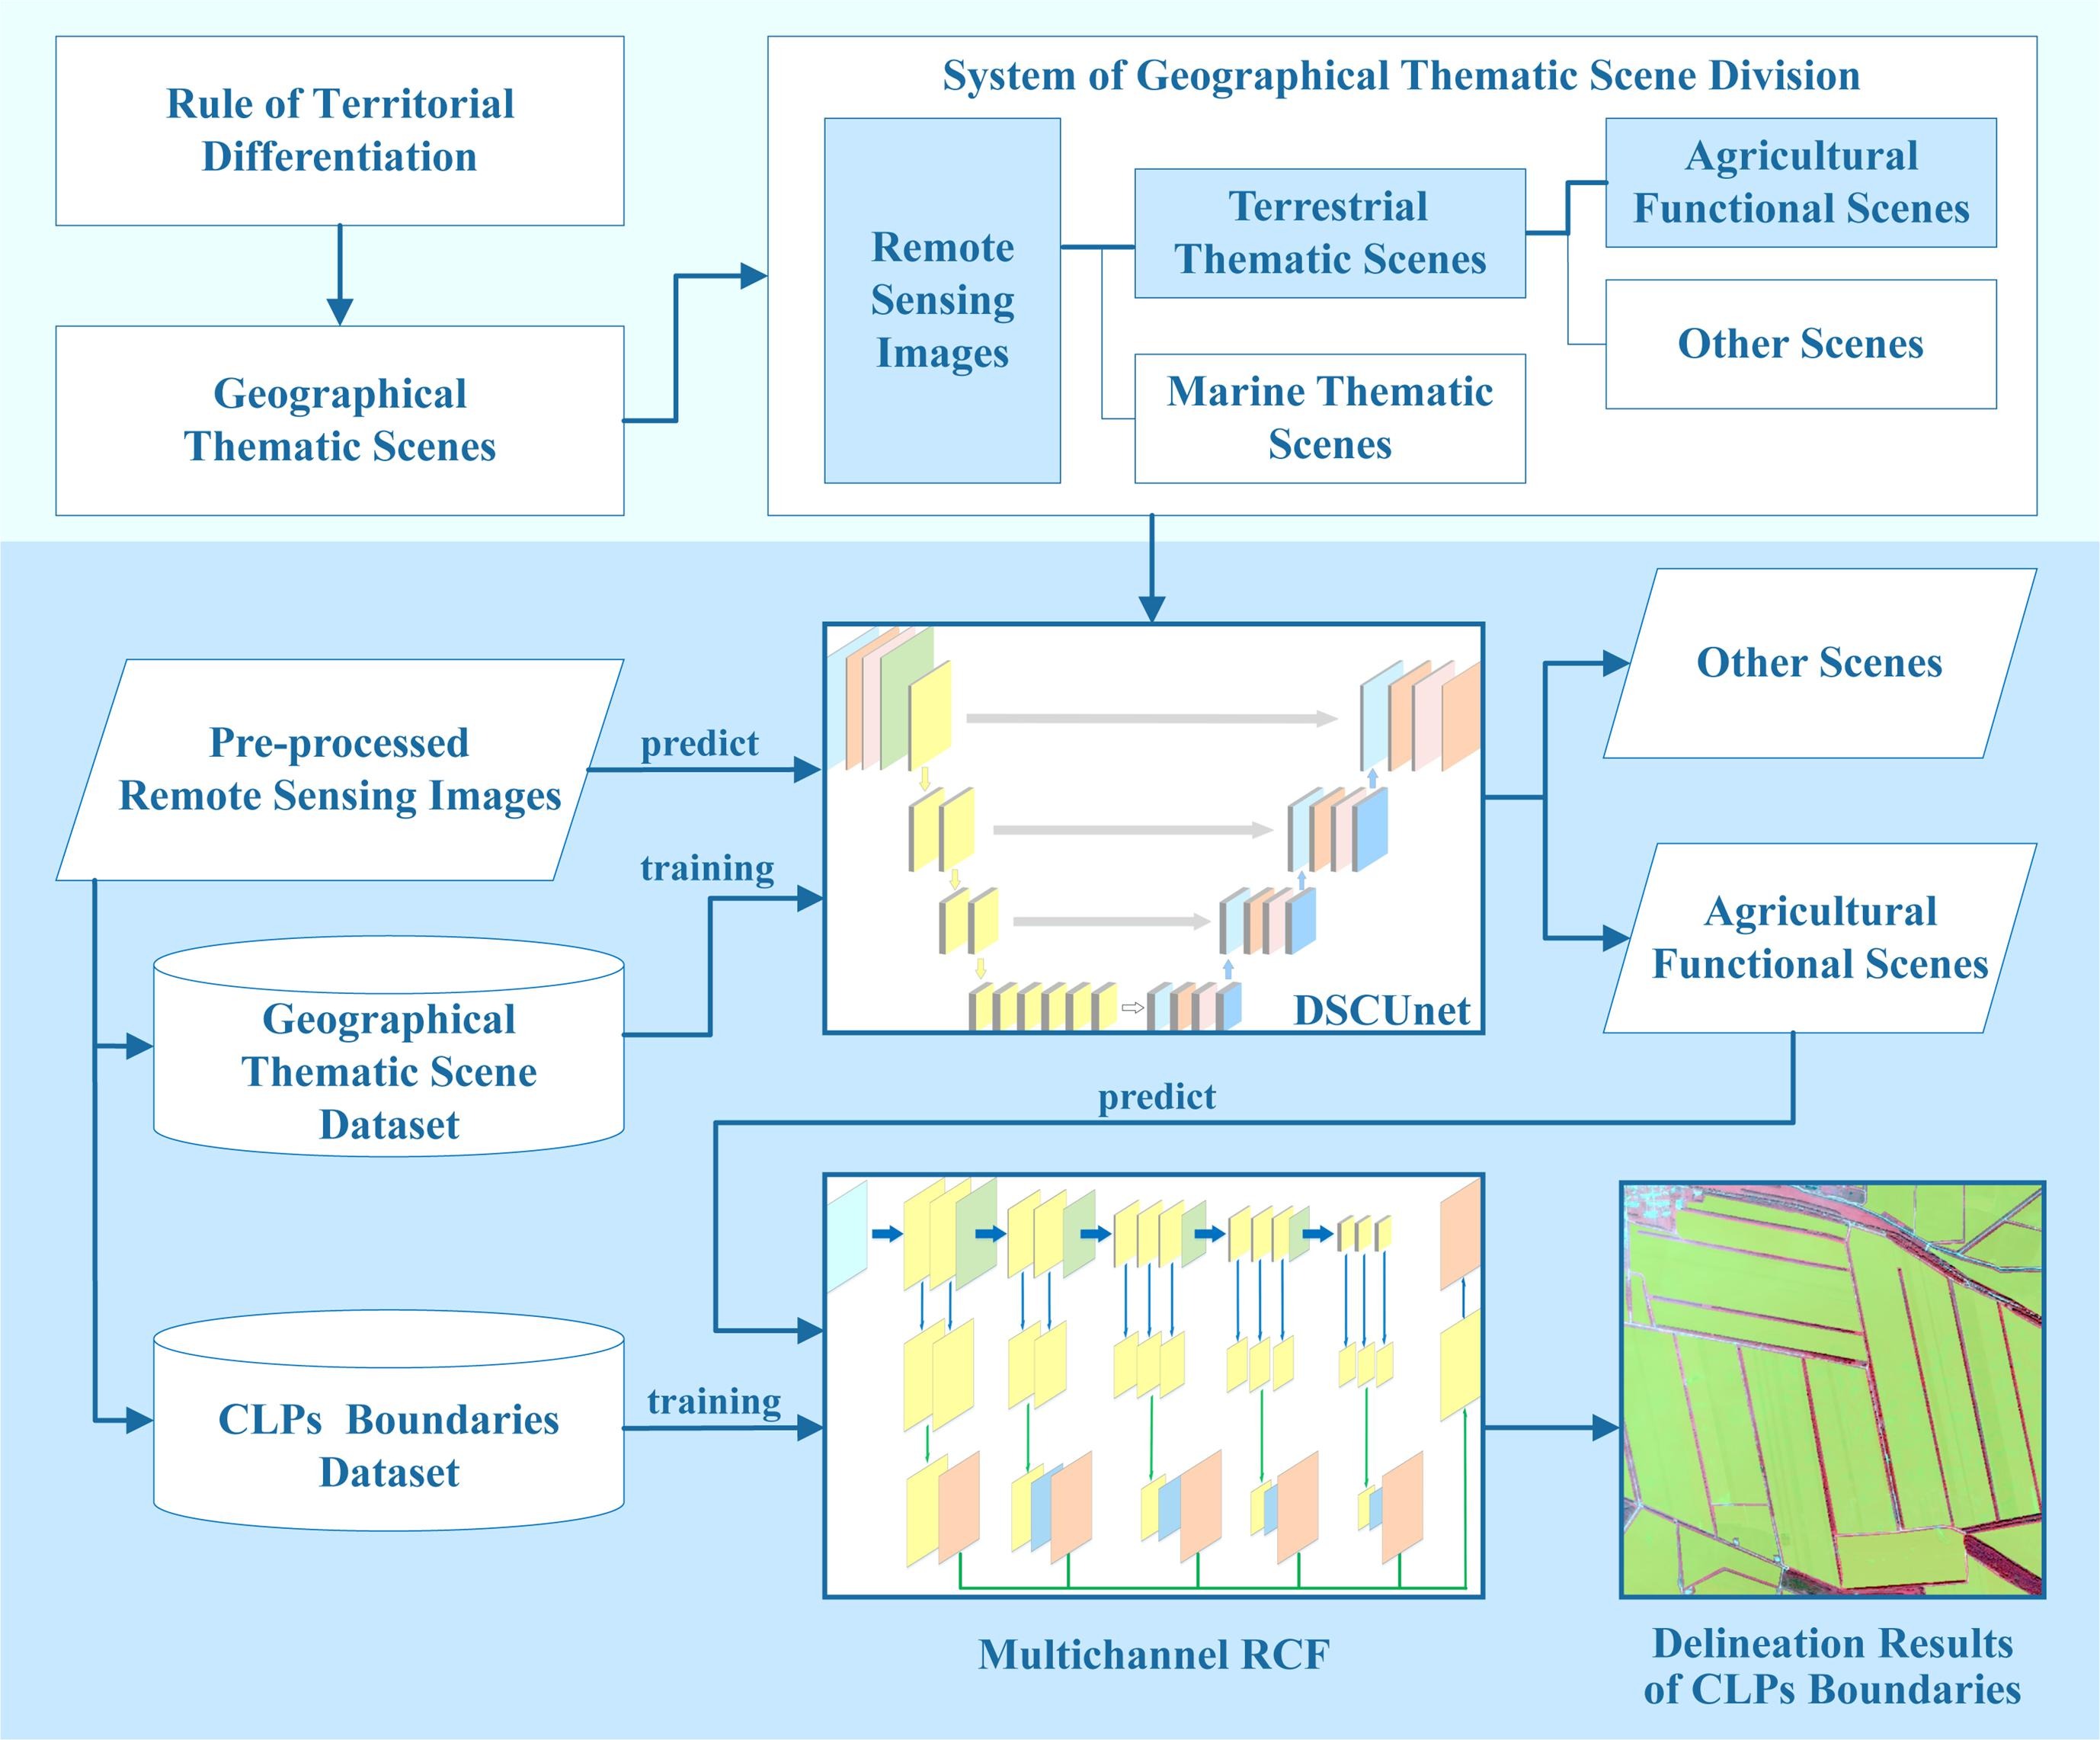 Rule of Territorial
Differentiation
Geographical
Thematic Scenes
System of Geographical Thematic Scene Division
Remote
Sensing
Images
Terrestrial
Thematic Scenes
Marine Thematic
Scenes
Agricultural
Functional Scenes
Other Scenes
Pre-processed
Remote Sensing Images
predict
training
Geographical
Thematic Scene
Dataset
DSCUnet
Other Scenes
Agricultural
Functional Scenes
predict
CLPs Boundaries
Dataset
training
Multichannel RCF
Delineation Results
of CLPs Boundaries